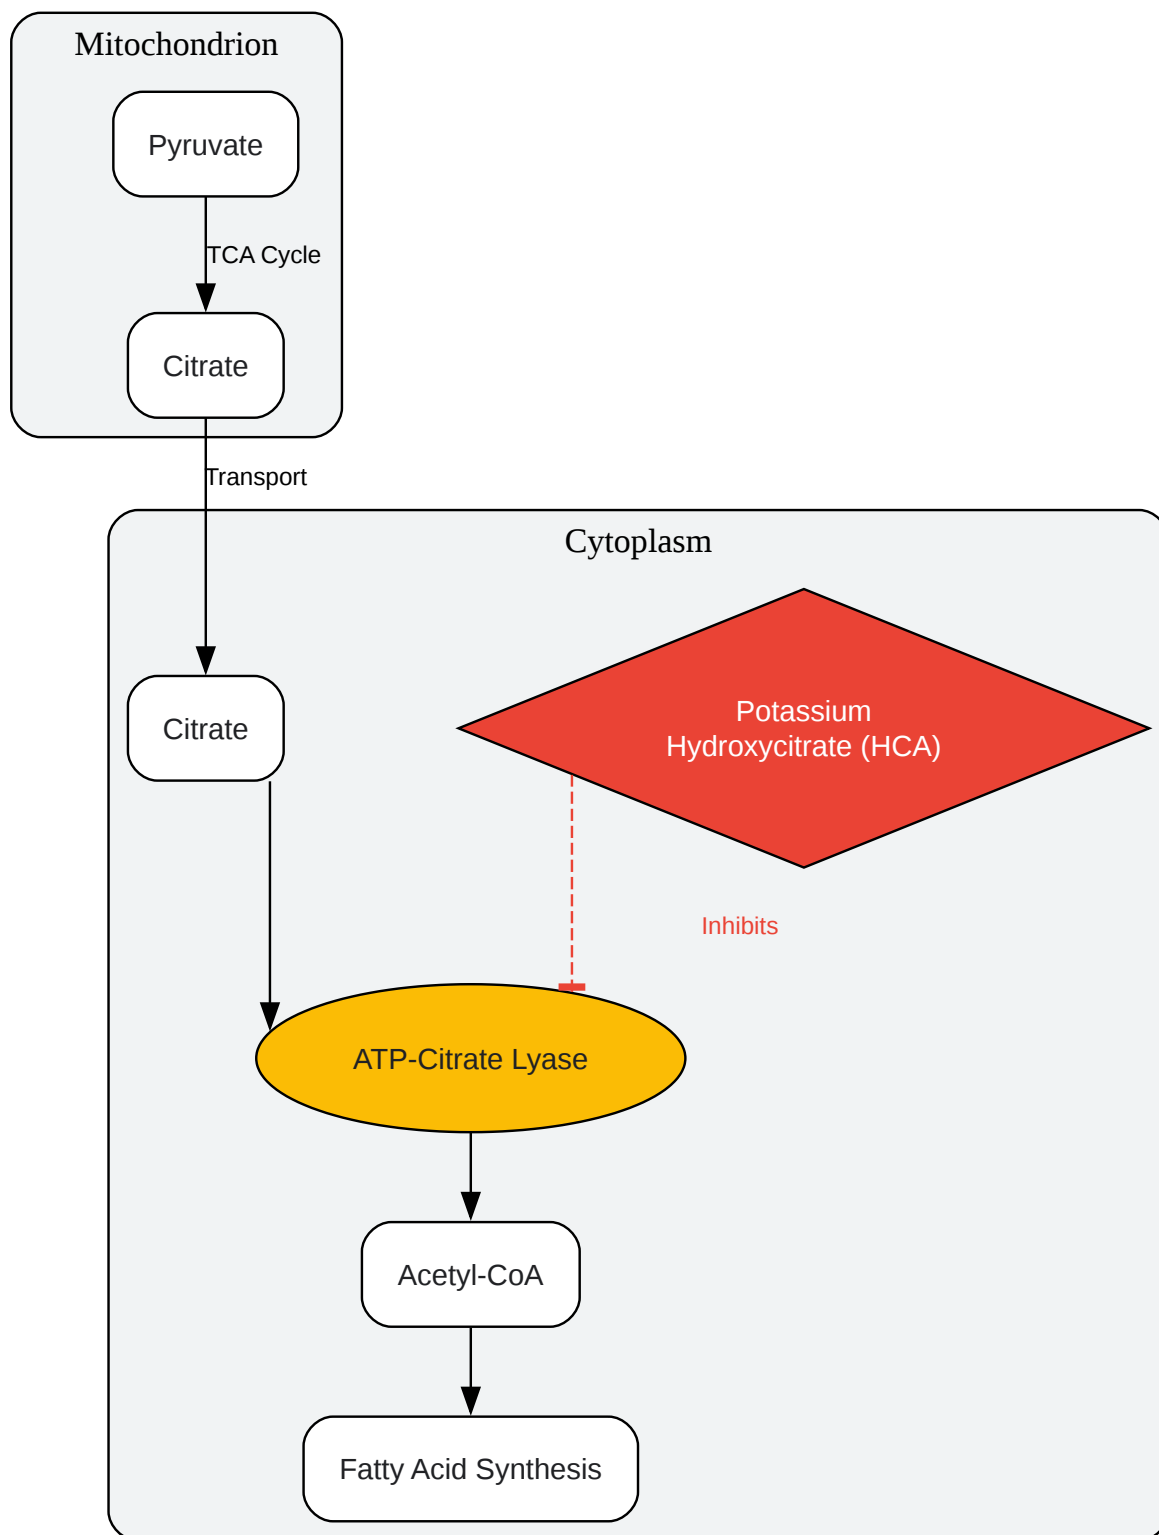 Mitochondrion
Pyruvate
TCA Cycle
Citrate
Transport
Cytoplasm
Citrate
Potassium
Hydroxycitrate (HCA)
Inhibits
ATP-Citrate Lyase
Acetyl-CoA
Fatty Acid Synthesis